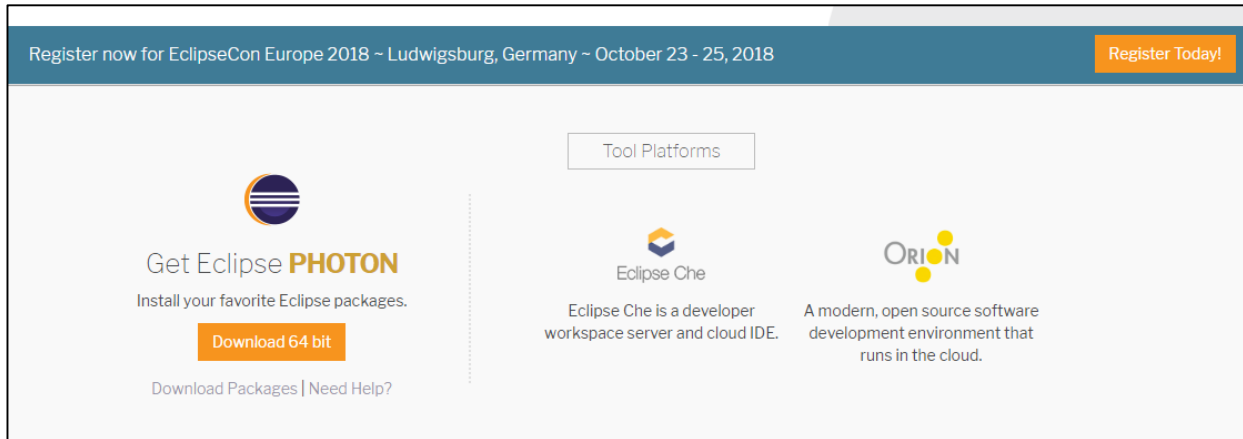 Register now for EclipseCon Europe 2018 ~ Ludwigsburg, Germany ~ October 23 - 25, 2018
Register Today!
Tool Platforms
Get Eclipse PHOTON
Install your favorite Eclipse packages.
Download 64 bit
Download Packages | Need Help?
Eclipse Che
Eclipse Che is a developer
workspace server and cloud IDE.
ORION
A modern, open source software
development environment that
runs in the cloud.